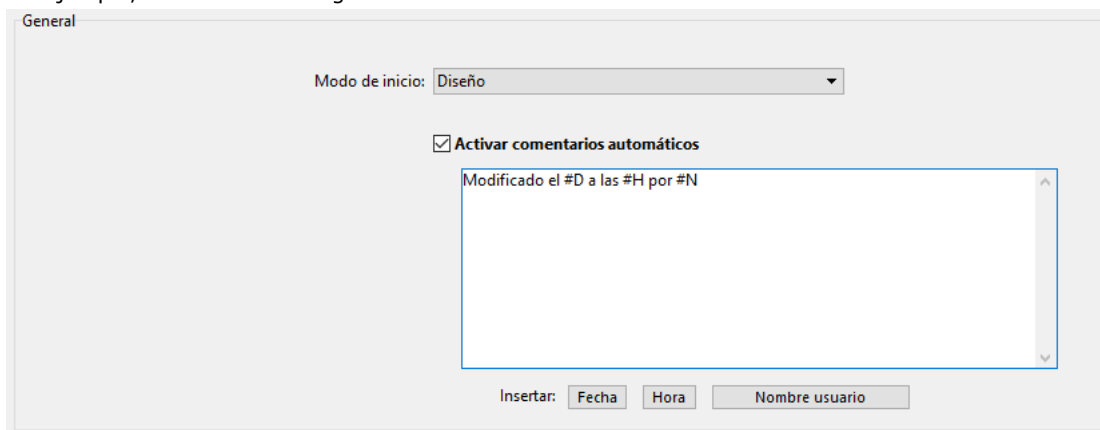 General
Modo de inicio: Diseño
Activar comentarios automáticos
Modificado el #D a las #H por #N
Insertar: Fecha Hora Nombre usuario